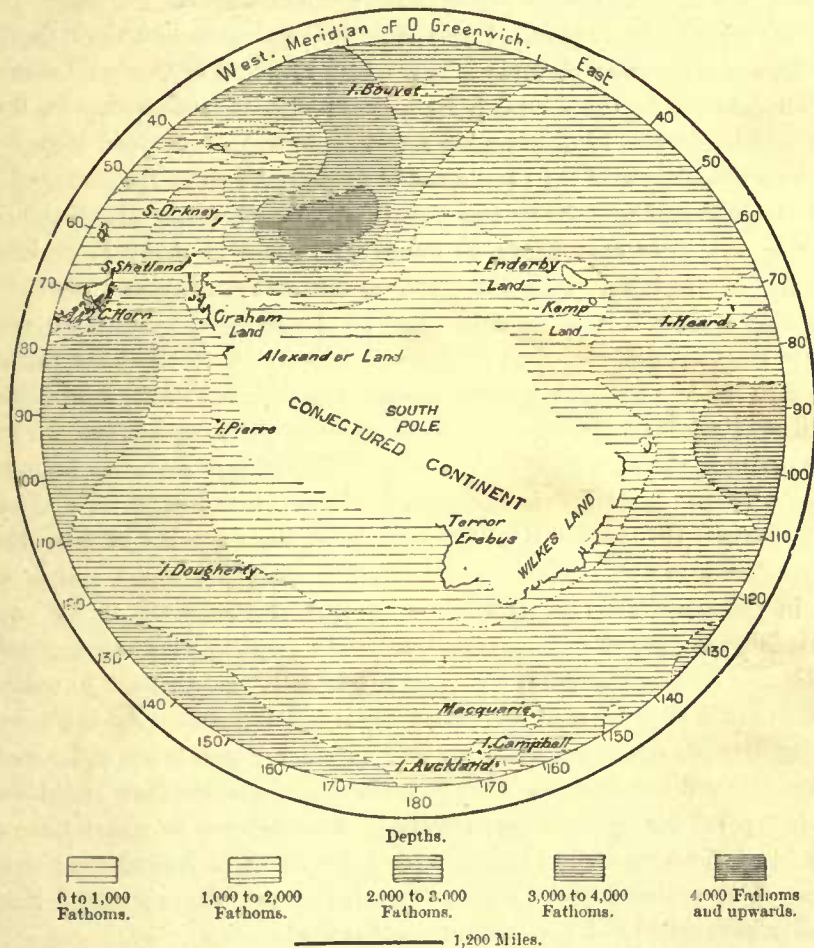 West. Meridian of 0 Greenwich. East
I. Bouvet
40
40
50
50
60
60
S. Orkney
70
70
S. Shetland
Enderby
Land
Kemp
Land
I. Heard
C. Horn
Graham
Land
80
80
Alexander Land
SOUTH
POLE
90
90
CONJECTURED CONTINENT
I. Pierre
100
100
Terror
Erebus
WILKES LAND
110
110
I. Dougherty
120
120
130
130
140
140
Macquarie
150
150
I. Campbell
I. Auckland
160
160
170
170
180
Depths.
0 to 1,000
Fathoms.
1,000 to 2,000
Fathoms.
2,000 to 3,000
Fathoms.
3,000 to 4,000
Fathoms.
4,000 Fathoms
and upwards.
1,200 Miles.